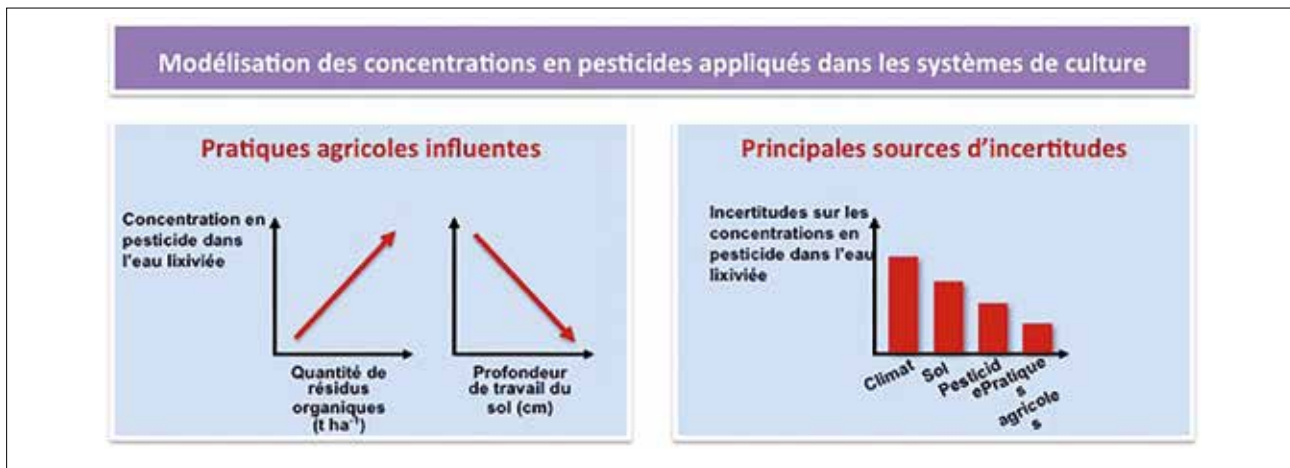 Modélisation des concentrations en pesticides appliqués dans les systèmes de culture
Pratiques agricoles influentes
Concentration en
pesticide dans
l'eau lixiviée
Quantité de
résidus
organiques
(t ha⁻¹)
Profondeur
de travail du
sol (cm)
Principales sources d'incertitudes
Incertitudes sur les
concentrations en
pesticide dans l'eau
lixiviée
Climat
Sol
Pesticid
ePratique
s
agricole
s